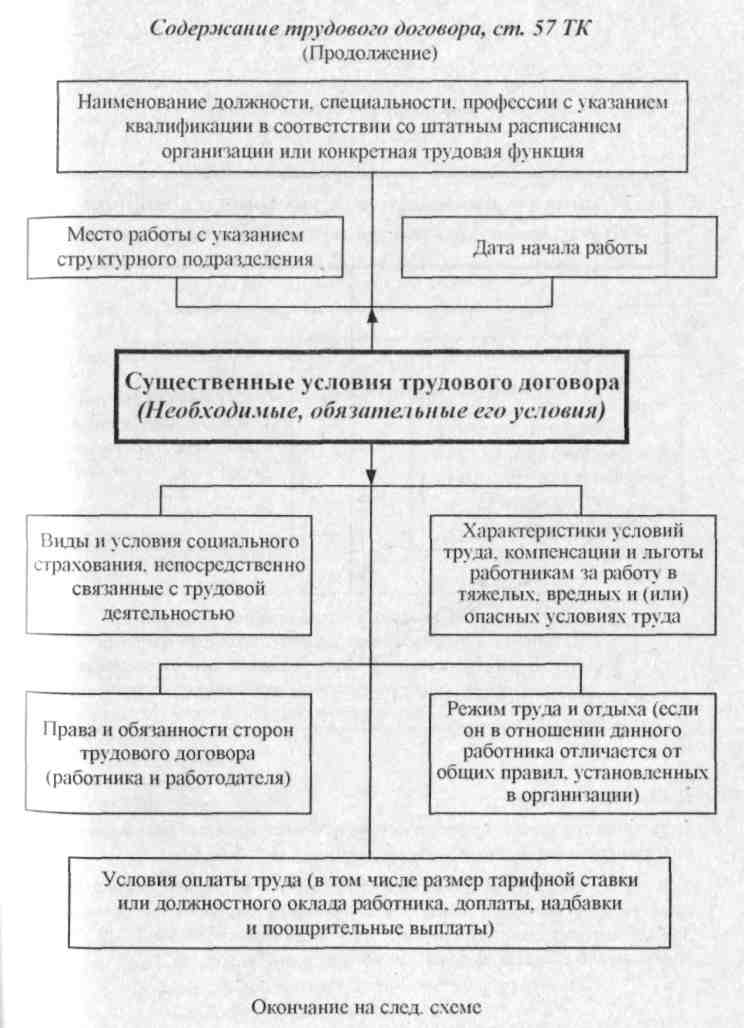 Содержание трудового договора, ст. 57 ТК
(Продолжение)
Наименование должности, специальности, профессии с указанием
квалификации в соответствии со штатным расписанием
организации или конкретная трудовая функция
Место работы с указанием
структурного подразделения
Дата начала работы
Существенные условия трудового договора
(Необходимые, обязательные его условия)
Виды и условия социального
страхования, непосредственно
связанные с трудовой
деятельностью
Характеристики условий
труда, компенсации и льготы
работникам за работу в
тяжелых, вредных и (или)
опасных условиях труда
Права и обязанности сторон
трудового договора
(работника и работодателя)
Режим труда и отдыха (если
он в отношении данного
работника отличается от
общих правил, установленных
в организации)
Условия оплаты труда (в том числе размер тарифной ставки
или должностного оклада работника, доплаты, надбавки
и поощрительные выплаты)
Окончание на след. схеме